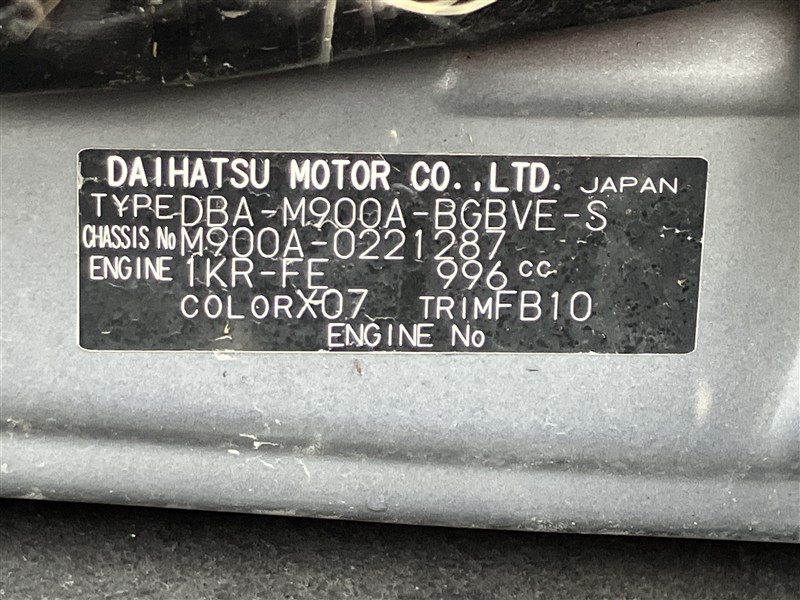 DAIHATSU MOTOR CO.,LTD. JAPAN
TYPE DBA-M900A-BGBVE-S
CHASSIS No M900A-0221287
ENGINE 1KR-FE 996 cc
COLOR X07 TRIM FB10
ENGINE No